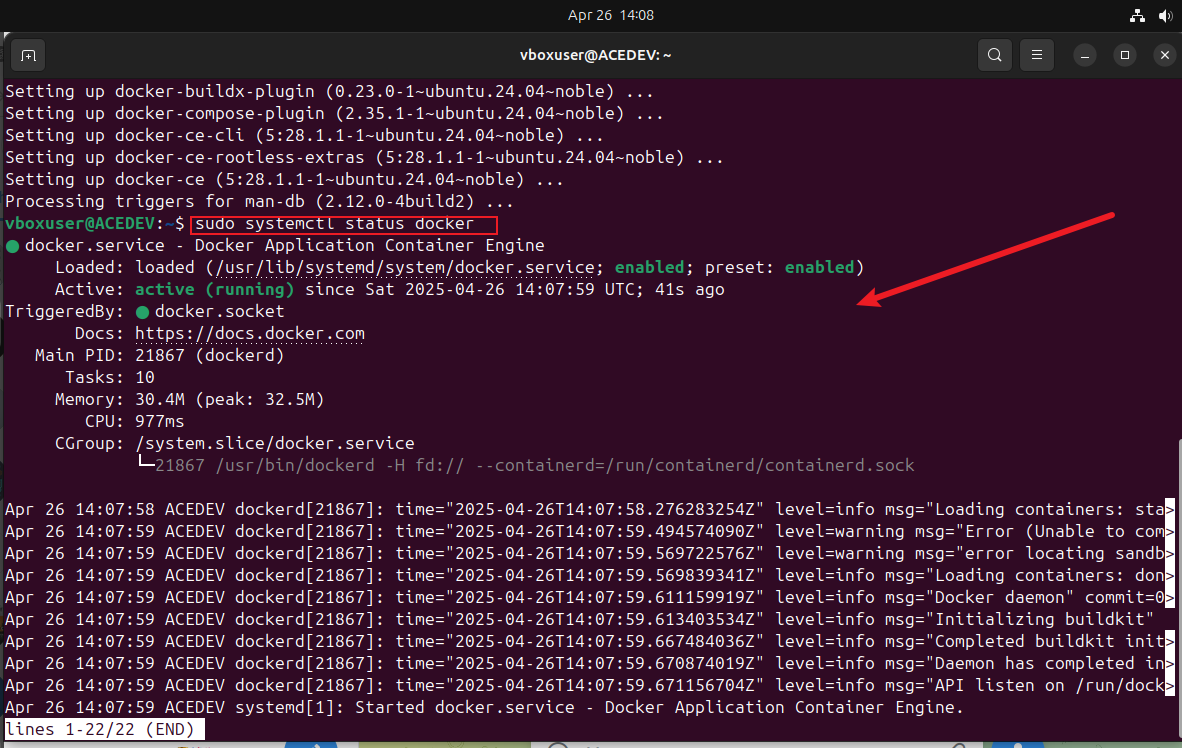 Apr 26 14:08
vboxuser@ACEDEV: ~
Setting up docker-buildx-plugin (0.23.0-1~ubuntu.24.04~noble) ...
Setting up docker-compose-plugin (2.35.1-1~ubuntu.24.04~noble) ...
Setting up docker-ce-cli (5:28.1.1-1~ubuntu.24.04~noble) ...
Setting up docker-ce-rootless-extras (5:28.1.1-1~ubuntu.24.04~noble) ...
Setting up docker-ce (5:28.1.1-1~ubuntu.24.04~noble) ...
Processing triggers for man-db (2.12.0-4build2) ...
vboxuser@ACEDEV:~$ sudo systemctl status docker
● docker.service - Docker Application Container Engine
Loaded: loaded (/usr/lib/systemd/system/docker.service; enabled; preset: enabled)
Active: active (running) since Sat 2025-04-26 14:07:59 UTC; 41s ago
TriggeredBy: ● docker.socket
Docs: https://docs.docker.com
Main PID: 21867 (dockerd)
Tasks: 10
Memory: 30.4M (peak: 32.5M)
CPU: 977ms
CGroup: /system.slice/docker.service
└─21867 /usr/bin/dockerd -H fd:// --containerd=/run/containerd/containerd.sock
Apr 26 14:07:58 ACEDEV dockerd[21867]: time="2025-04-26T14:07:58.276283254Z" level=info msg="Loading containers: sta>
Apr 26 14:07:59 ACEDEV dockerd[21867]: time="2025-04-26T14:07:59.494574090Z" level=warning msg="Error (Unable to com>
Apr 26 14:07:59 ACEDEV dockerd[21867]: time="2025-04-26T14:07:59.569722576Z" level=warning msg="error locating sandb>
Apr 26 14:07:59 ACEDEV dockerd[21867]: time="2025-04-26T14:07:59.569839341Z" level=info msg="Loading containers: don>
Apr 26 14:07:59 ACEDEV dockerd[21867]: time="2025-04-26T14:07:59.611159919Z" level=info msg="Docker daemon" commit=0>
Apr 26 14:07:59 ACEDEV dockerd[21867]: time="2025-04-26T14:07:59.613403534Z" level=info msg="Initializing buildkit"
Apr 26 14:07:59 ACEDEV dockerd[21867]: time="2025-04-26T14:07:59.667484036Z" level=info msg="Completed buildkit init>
Apr 26 14:07:59 ACEDEV dockerd[21867]: time="2025-04-26T14:07:59.670874019Z" level=info msg="Daemon has completed in>
Apr 26 14:07:59 ACEDEV dockerd[21867]: time="2025-04-26T14:07:59.671156704Z" level=info msg="API listen on /run/dock>
Apr 26 14:07:59 ACEDEV systemd[1]: Started docker.service - Docker Application Container Engine.
lines 1-22/22 (END)